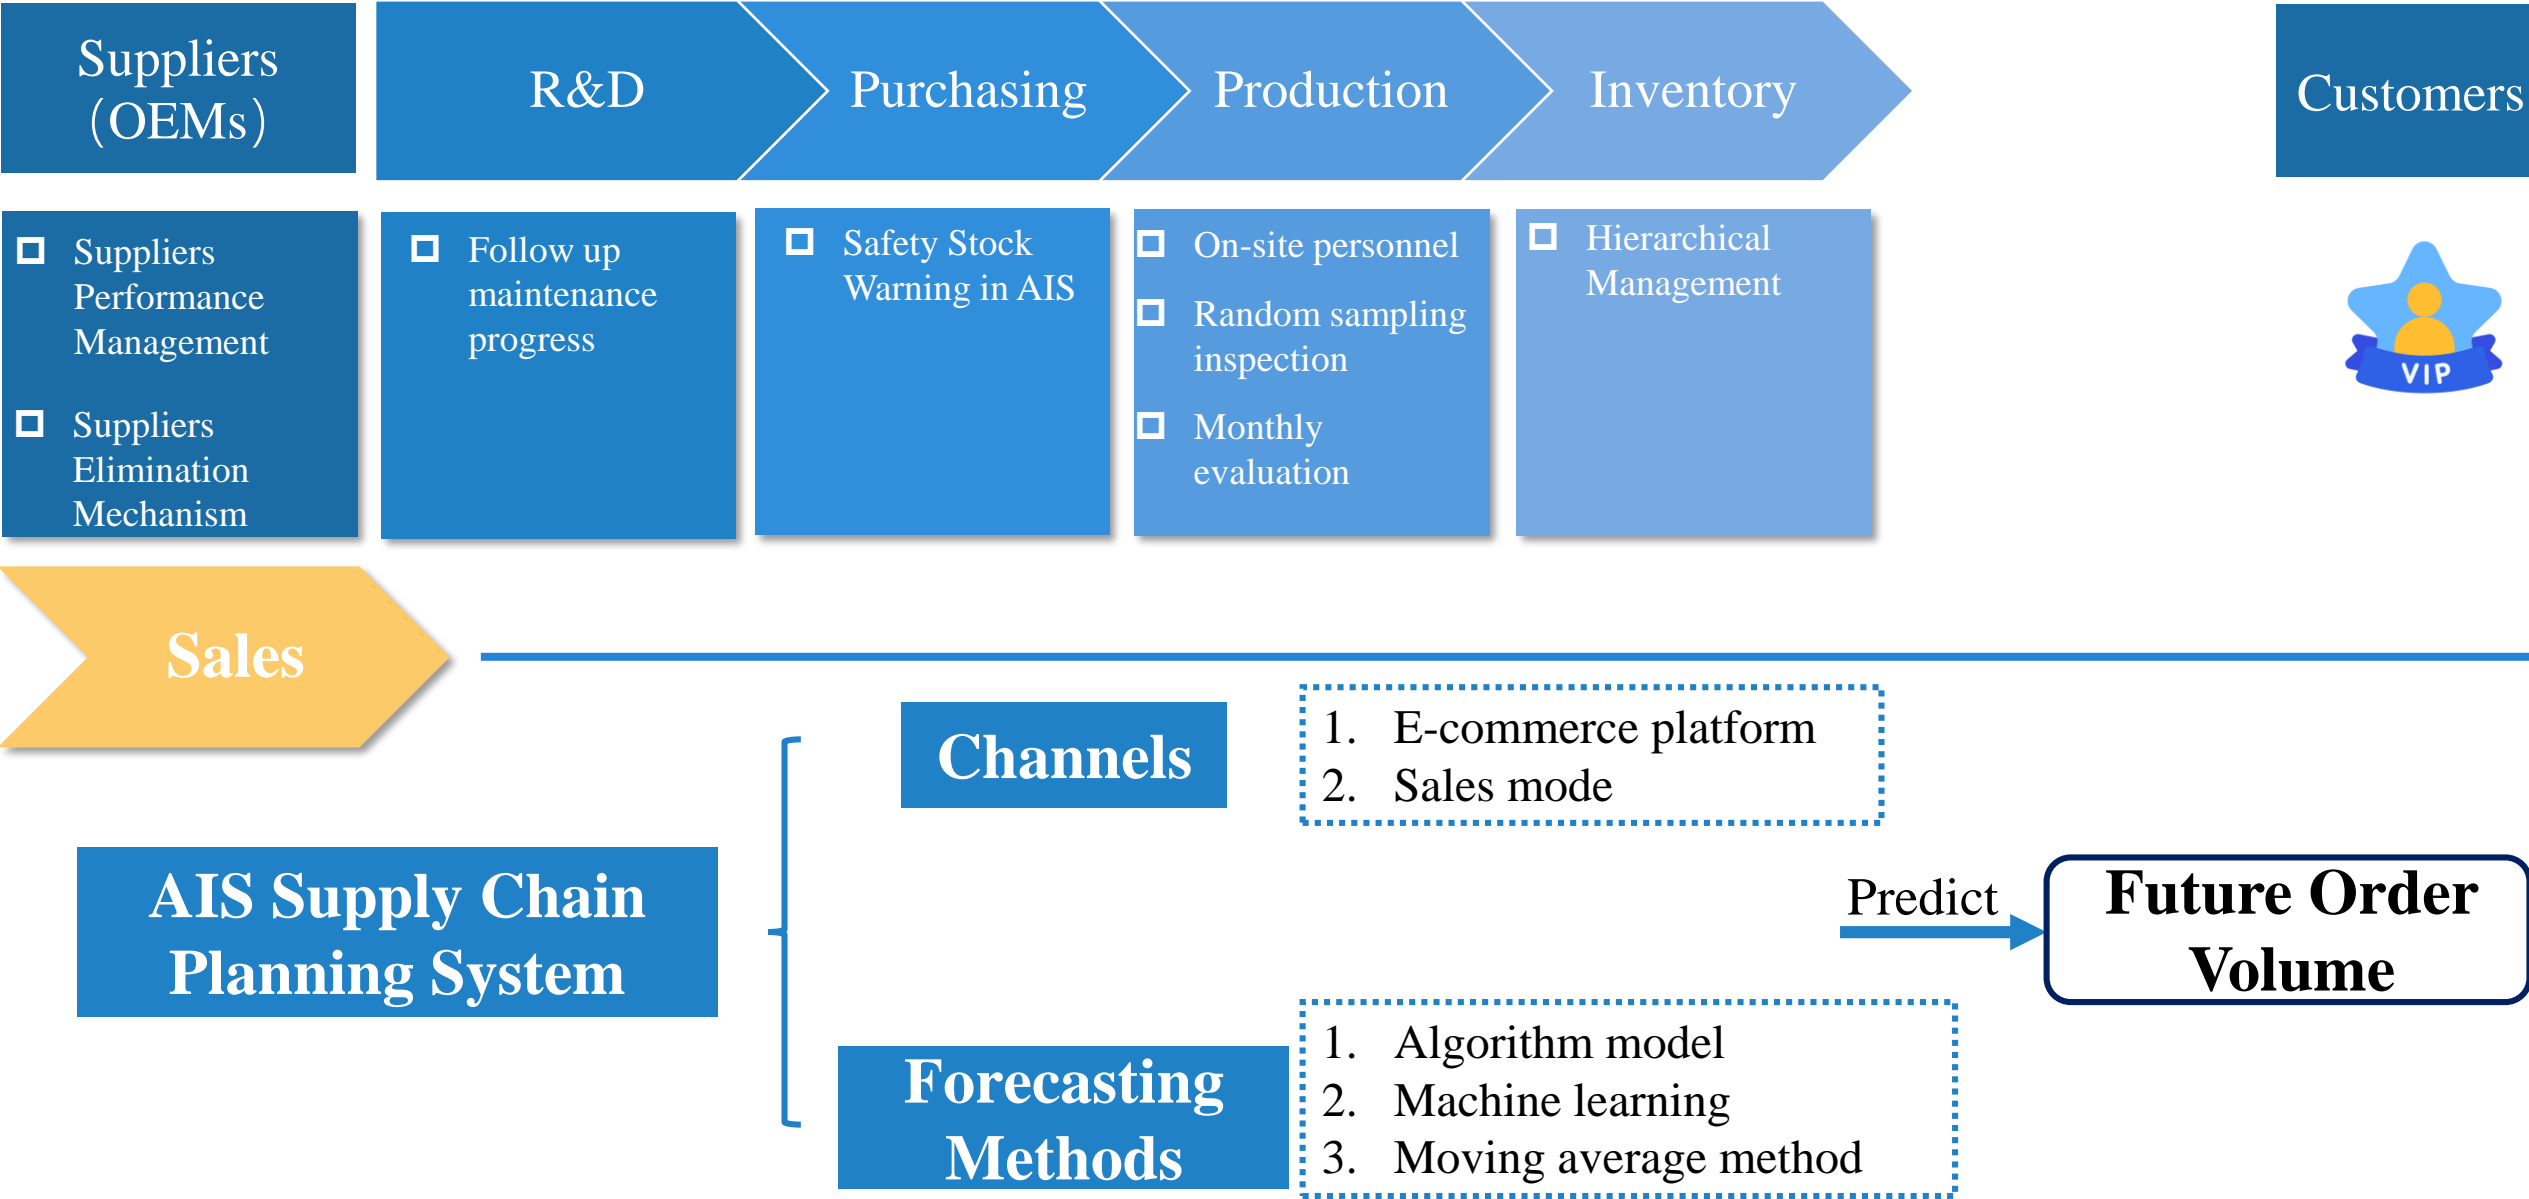 Suppliers
（OEMs）
R&D
Purchasing
Production
Inventory
Customers
Suppliers
Performance
Management
Suppliers
Elimination
Mechanism
Follow up
maintenance
progress
Safety Stock
Warning in AIS
On-site personnel
Random sampling
inspection
Monthly
evaluation
Hierarchical
Management
VIP
Sales
Channels
1. E-commerce platform
2. Sales mode
AIS Supply Chain
Planning System
Predict
Future Order
Volume
Forecasting
Methods
1. Algorithm model
2. Machine learning
3. Moving average method